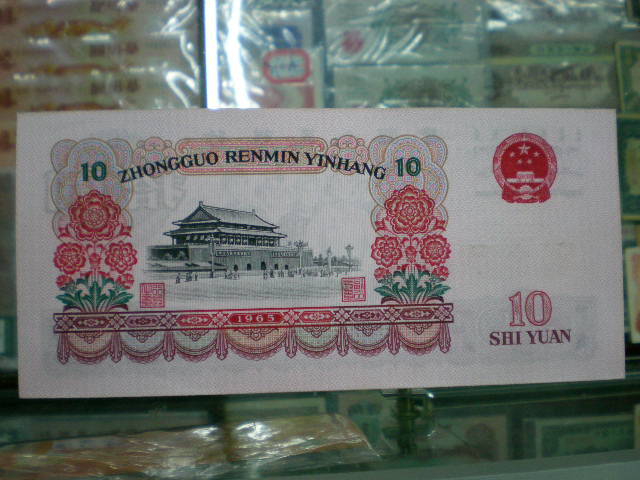 10 ZHONGGUO RENMIN YINHANG 10
1965
10
SHI YUAN